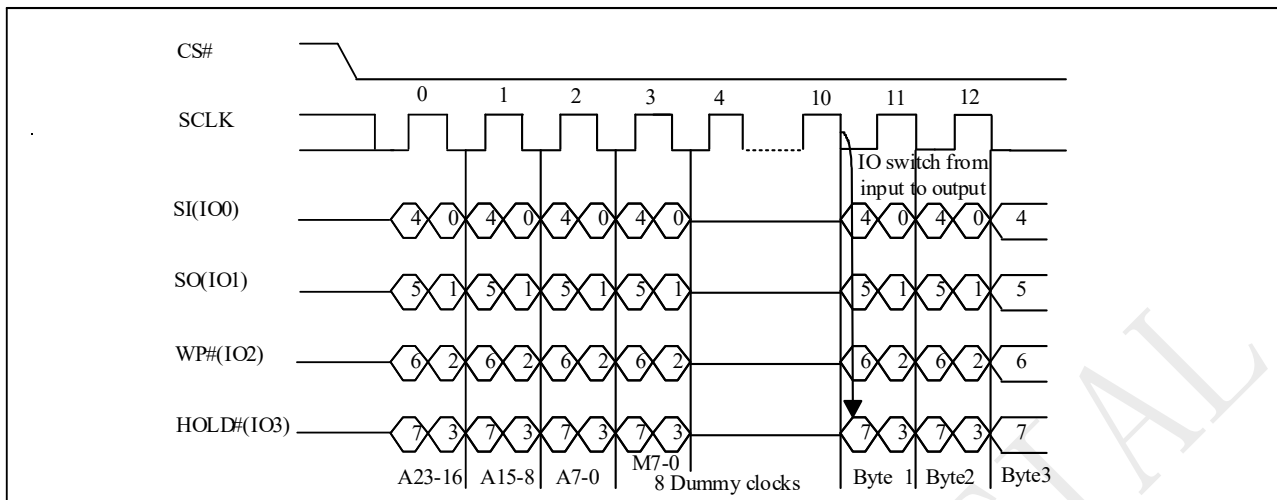 CS#
0 1 2 3 4 10 11 12
SCLK
IO switch from
input to output
SI(IO0) 4 0 4 0 4 0 4 0 4 0 4 0 4
SO(IO1) 5 1 5 1 5 1 5 1 5 1 5 1 5
WP#(IO2) 6 2 6 2 6 2 6 2 6 2 6 2 6
HOLD#(IO3) 7 3 7 3 7 3 7 3 7 3 7 3 7
A23-16 A15-8 A7-0 M7-0 8 Dummy clocks Byte 1 Byte2 Byte3
TIAL